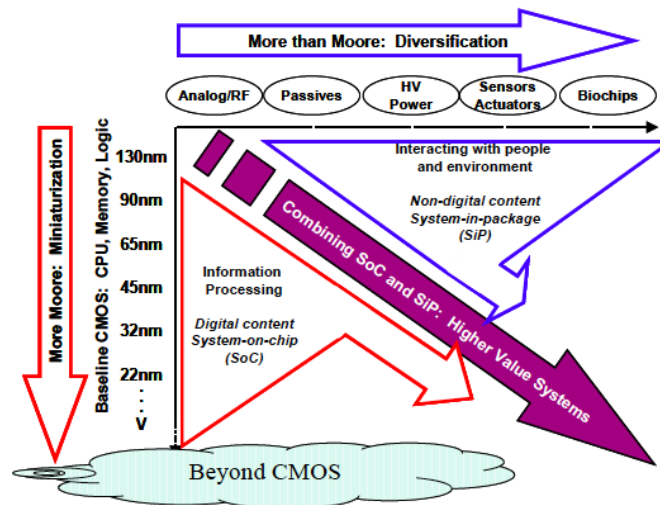 More than Moore: Diversification
Analog/RF
Passives
HV
Power
Sensors
Actuators
Biochips
More Moore: Miniaturization
Baseline CMOS: CPU, Memory, Logic
130nm
90nm
65nm
45nm
32nm
22nm
.
.
.
V
Interacting with people
and environment
Non-digital content
System-in-package
(SiP)
Combining SoC and SiP: Higher Value Systems
Information
Processing
Digital content
System-on-chip
(SoC)
Beyond CMOS